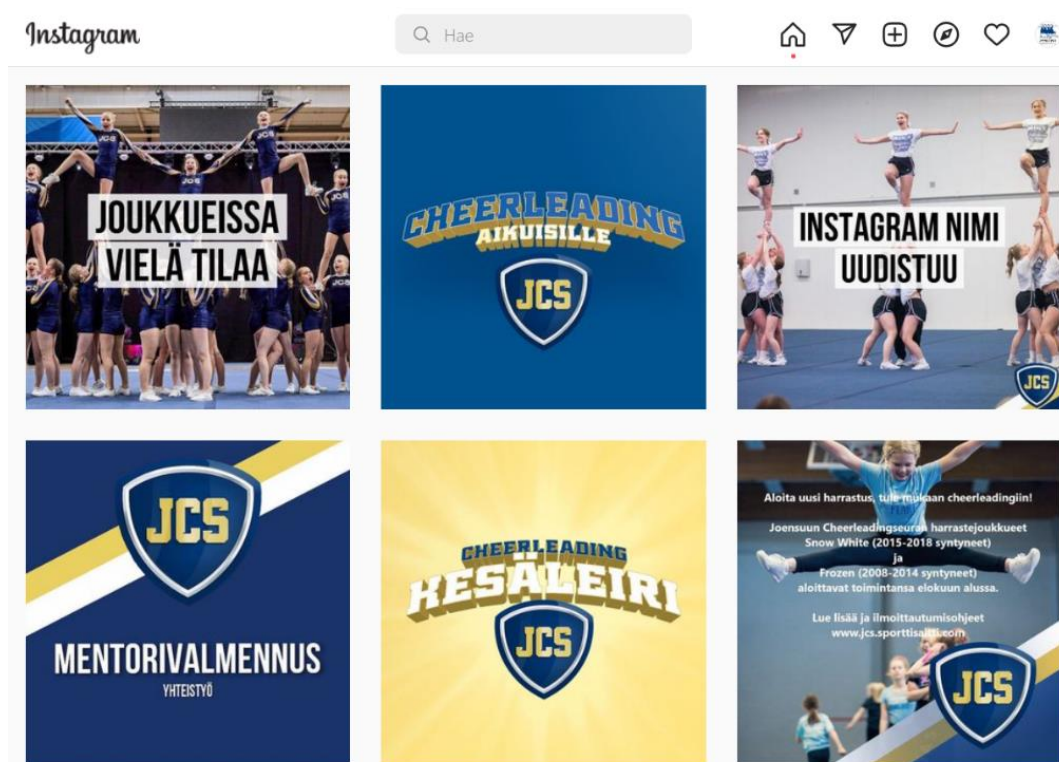 Instagram
Hae
JOUKKUEISSA
VIELÄ TILAA
CHEERLEADING
AIKUISILLE
JCS
INSTAGRAM NIMI
UUDISTUU
JCS
JCS
MENTORIVALMENNUS
YHTEISTYÖ
CHEERLEADING
KESÄLEIRI
JCS
Aloita uusi harrastus, tule mukaan cheerleadingiin!
Joensuun Cheerleadingseuran harrastejoukkueet
Snow White (2015-2018 syntyneet)
ja
Frozen (2008-2014 syntyneet)
aloittavat toimintansa elokuun alussa.
Lue lisää ja ilmoittautumisohjeet
www.jcs.sporttisaitti.com
JCS